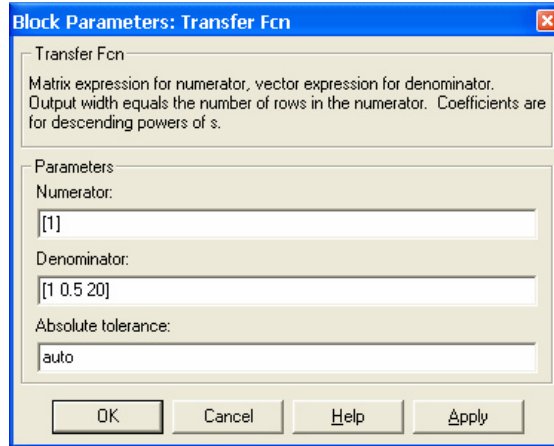 Block Parameters: Transfer Fcn
Transfer Fcn
Matrix expression for numerator, vector expression for denominator.
Output width equals the number of rows in the numerator.  Coefficients are
for descending powers of s.
Parameters
Numerator:
[1]
Denominator:
[1 0.5 20]
Absolute tolerance:
auto
OK Cancel Help Apply